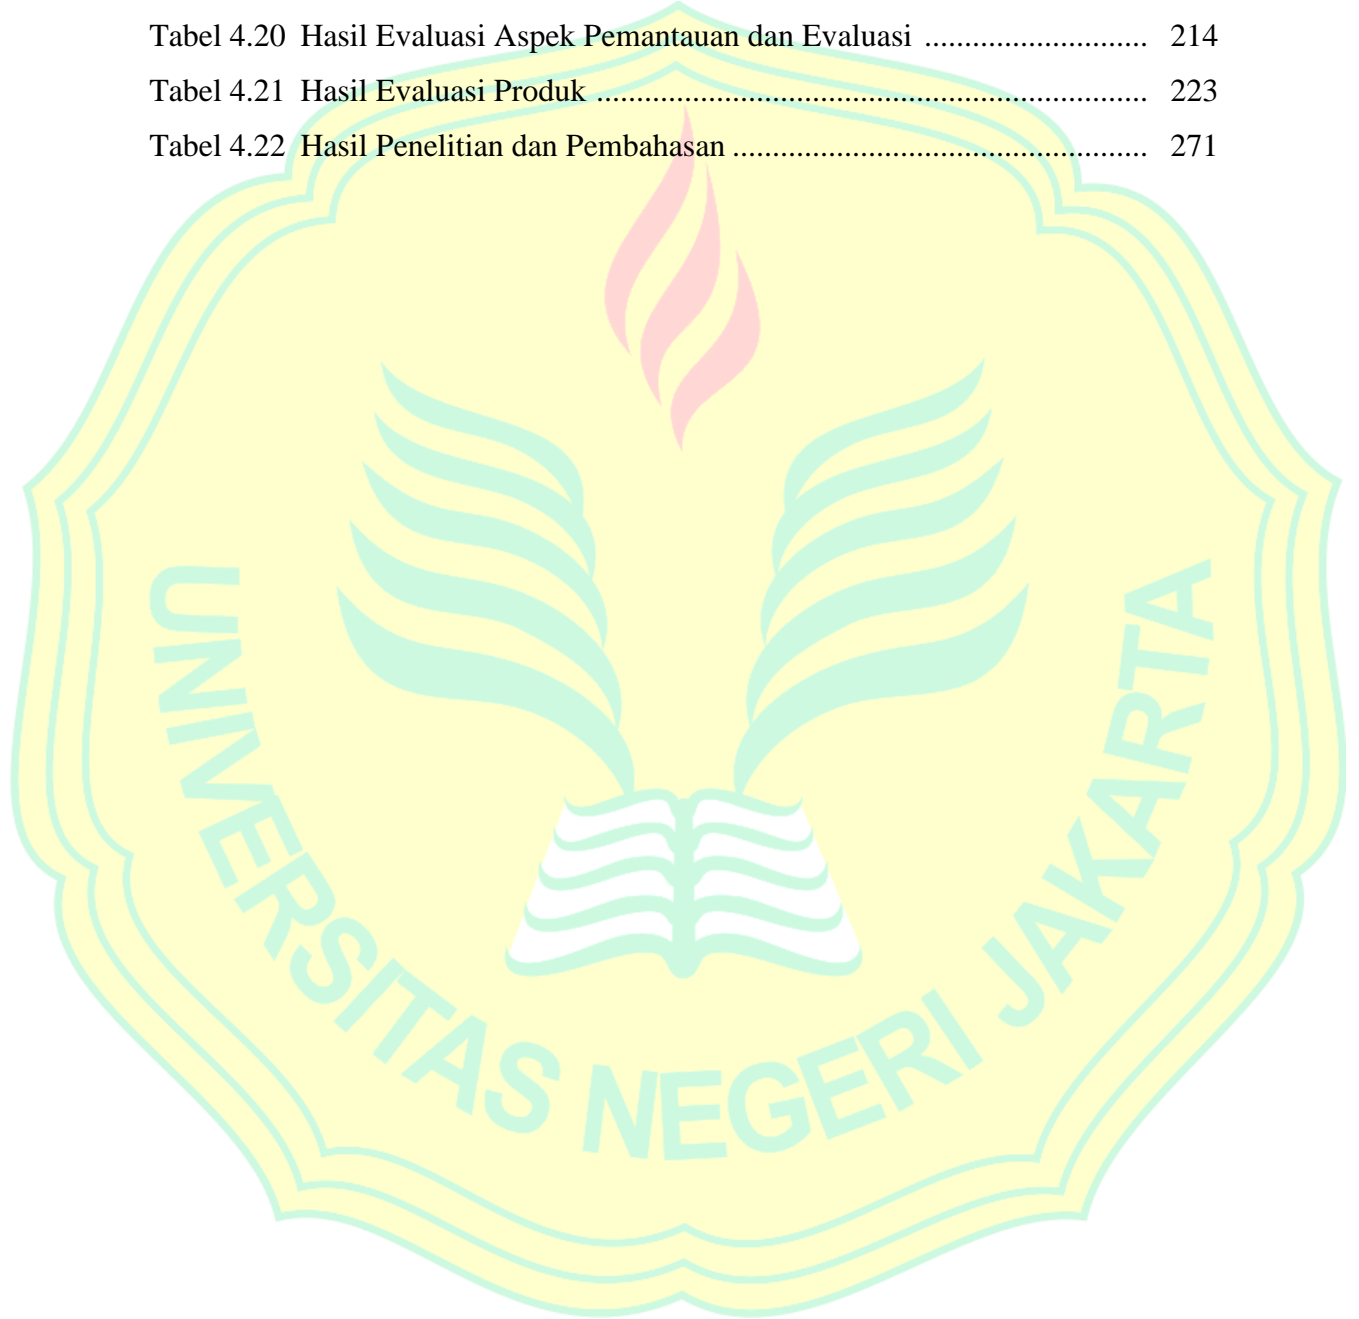 Tabel 4.20 Hasil Evaluasi Aspek Pemantauan dan Evaluasi ............................ 214
Tabel 4.21 Hasil Evaluasi Produk ..................................................................... 223
Tabel 4.22 Hasil Penelitian dan Pembahasan .................................................... 271
UNIVERSITAS NEGERI JAKARTA